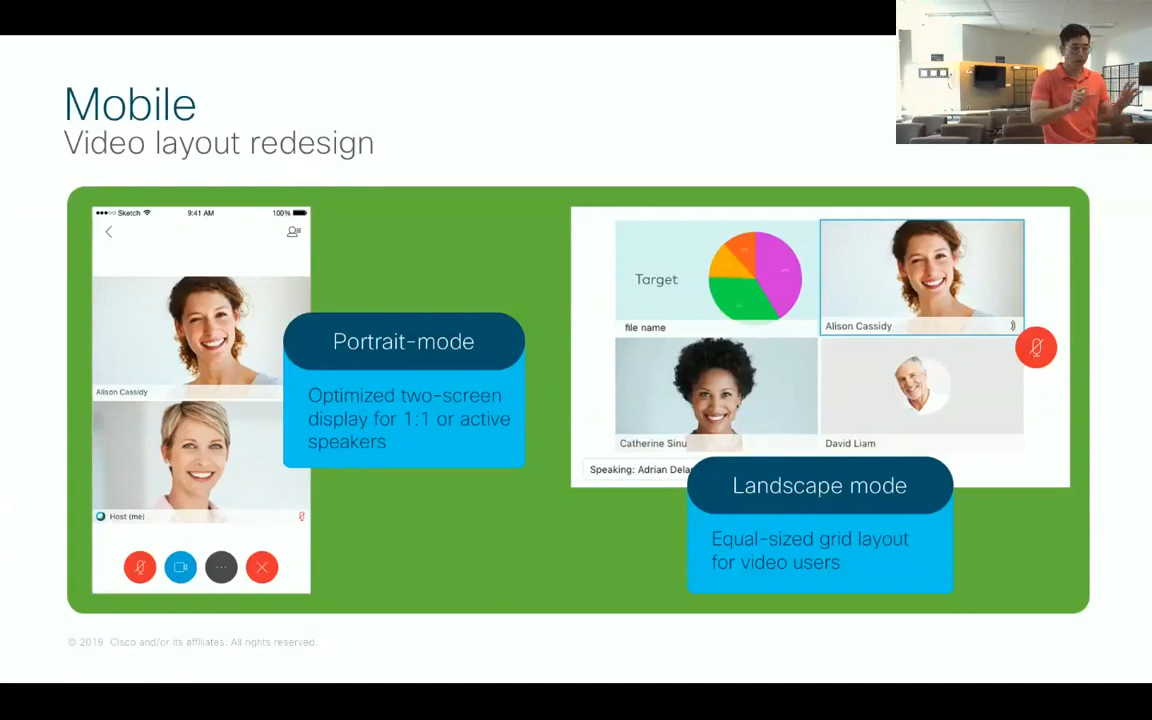 Mobile
Video layout redesign
Sketch
9:41 AM
100%
Alison Cassidy
Host (me)
Portrait-mode
Optimized two-screen
display for 1:1 or active
speakers
Target
file name
Alison Cassidy
Catherine Sinu
David Liam
Speaking: Adrian Dela
Landscape mode
Equal-sized grid layout
for video users
© 2019 Cisco and/or its affiliates. All rights reserved.